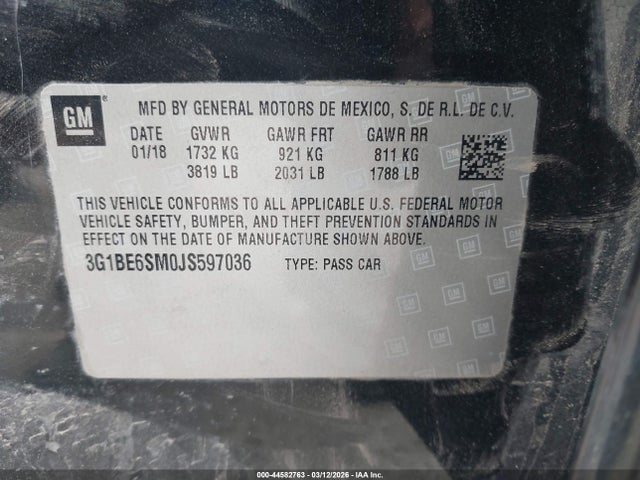 GM
MFD BY GENERAL MOTORS DE MEXICO, S. DE R.L. DE C.V.
DATE GVWR GAWR FRT GAWR RR
01/18 1732 KG 921 KG 811 KG
3819 LB 2031 LB 1788 LB
THIS VEHICLE CONFORMS TO ALL APPLICABLE U.S. FEDERAL MOTOR
VEHICLE SAFETY, BUMPER, AND THEFT PREVENTION STANDARDS IN
EFFECT ON THE DATE OF MANUFACTURE SHOWN ABOVE.
3G1BE6SM0JS597036 TYPE: PASS CAR
000-44582763 - 03/12/2026 - IAA Inc.